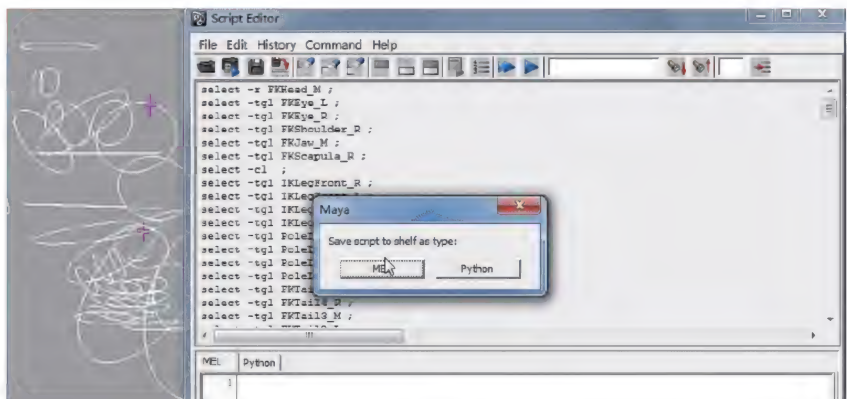 Script Editor
File Edit History Command Help
select -r FKHead_M ;
select -tgl FKEye_L ;
select -tgl FKEye_R ;
select -tgl FKShoulder_R ;
select -tgl FKJaw_M ;
select -tgl FKScapula_R ;
select -cl ;
select -tgl IKLegFront_R ;
select -tgl
select -tgl
select -tgl
select -tgl
select -tgl
select -tgl
select -tgl
select -tgl
select -tgl
select -tgl FKTail3_M ;
Maya
Save script to shelf as type:
MEL
Python
MEL Python
1